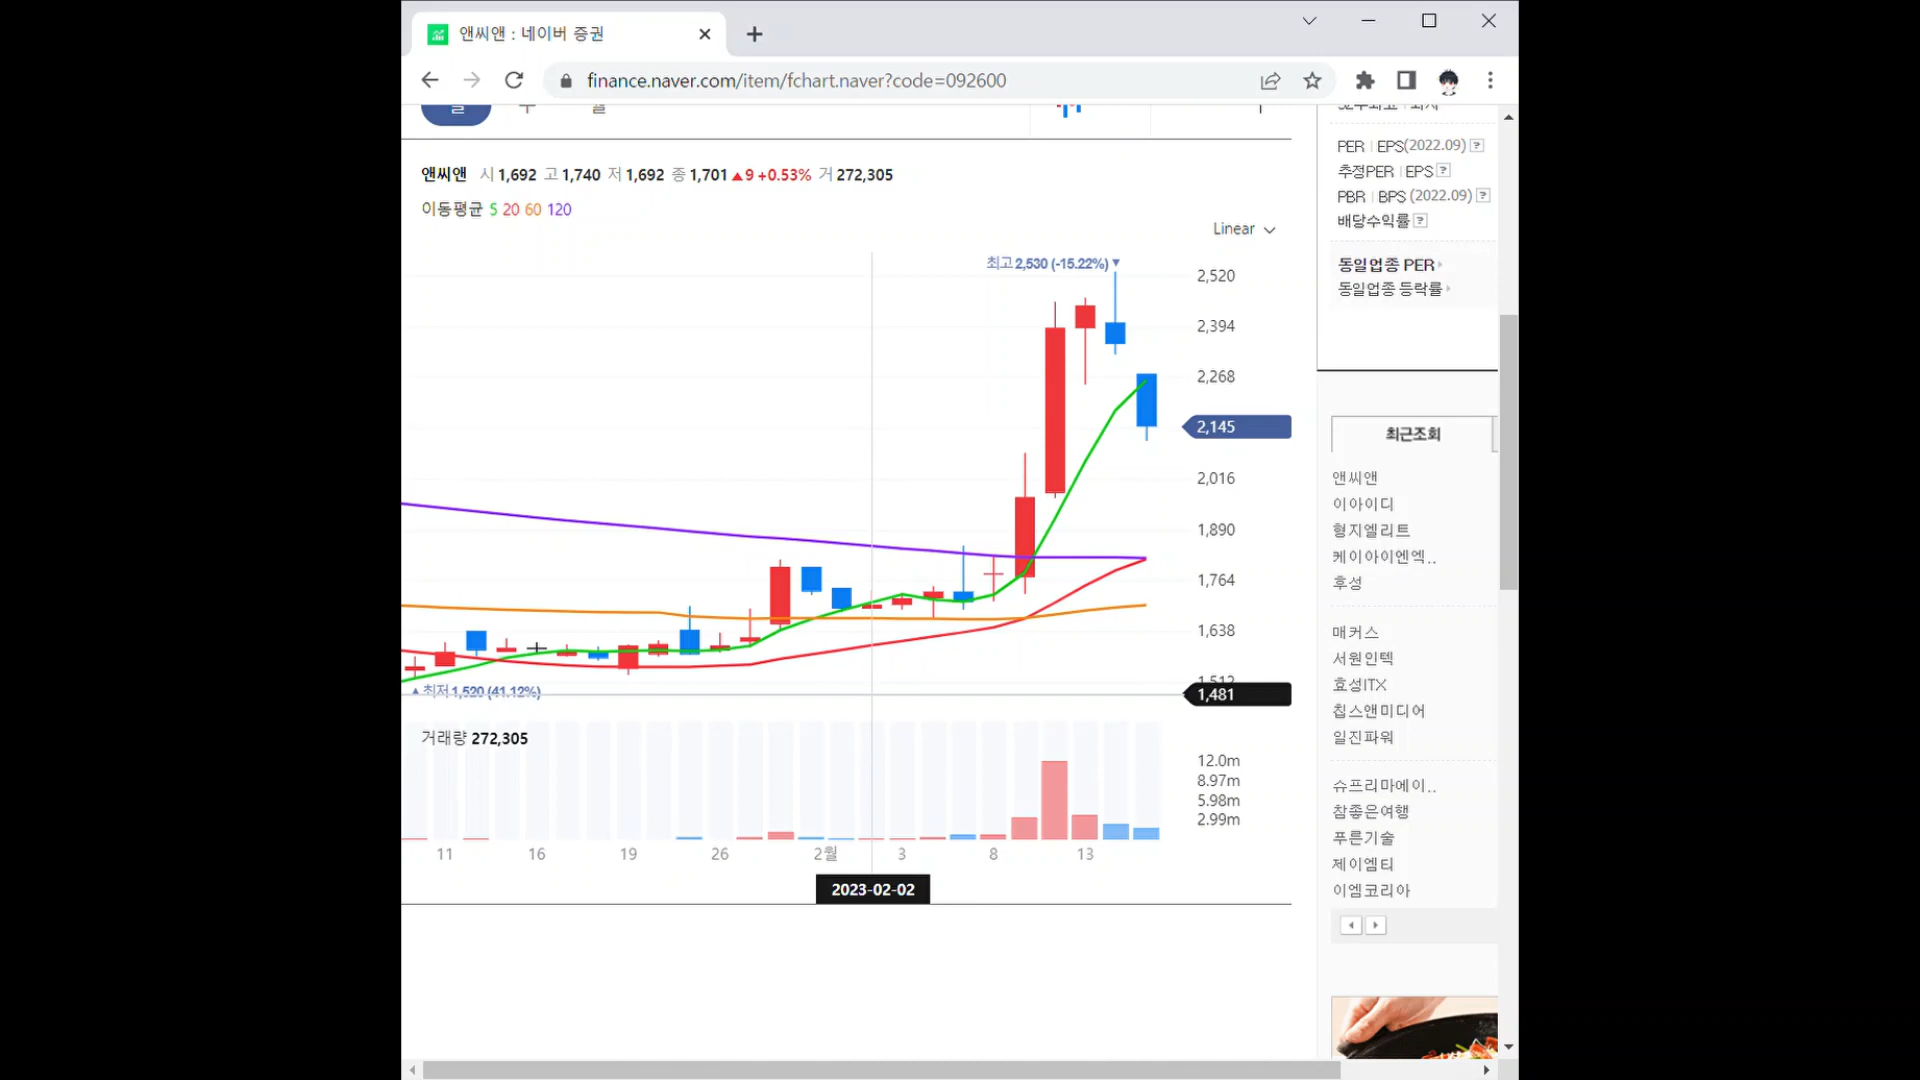 앤씨앤 : 네이버 증권
finance.naver.com/item/fchart.naver?code=092600
앤씨앤 시 1,692 고 1,740 저 1,692 종 1,701 ▲9 +0.53% 거 272,305
이동평균 5 20 60 120
Linear
최고 2,530 (-15.22%) ▼
2,520
2,394
2,268
2,145
2,016
1,890
1,764
1,638
1,512
1,481
▲ 최저 1,520 (41.12%)
거래량 272,305
12.0m
8.97m
5.98m
2.99m
11 16 19 26 2월 3 8 13
2023-02-02
PER | EPS(2022.09) ?
추정PER | EPS ?
PBR | BPS (2022.09) ?
배당수익률 ?
동일업종 PER
동일업종 등락률
최근조회
앤씨앤
이아이디
형지엘리트
케이아이엔엑..
후성
매커스
서원인텍
효성ITX
칩스앤미디어
일진파워
슈프리마에이..
참좋은여행
푸른기술
제이엠티
이엠코리아